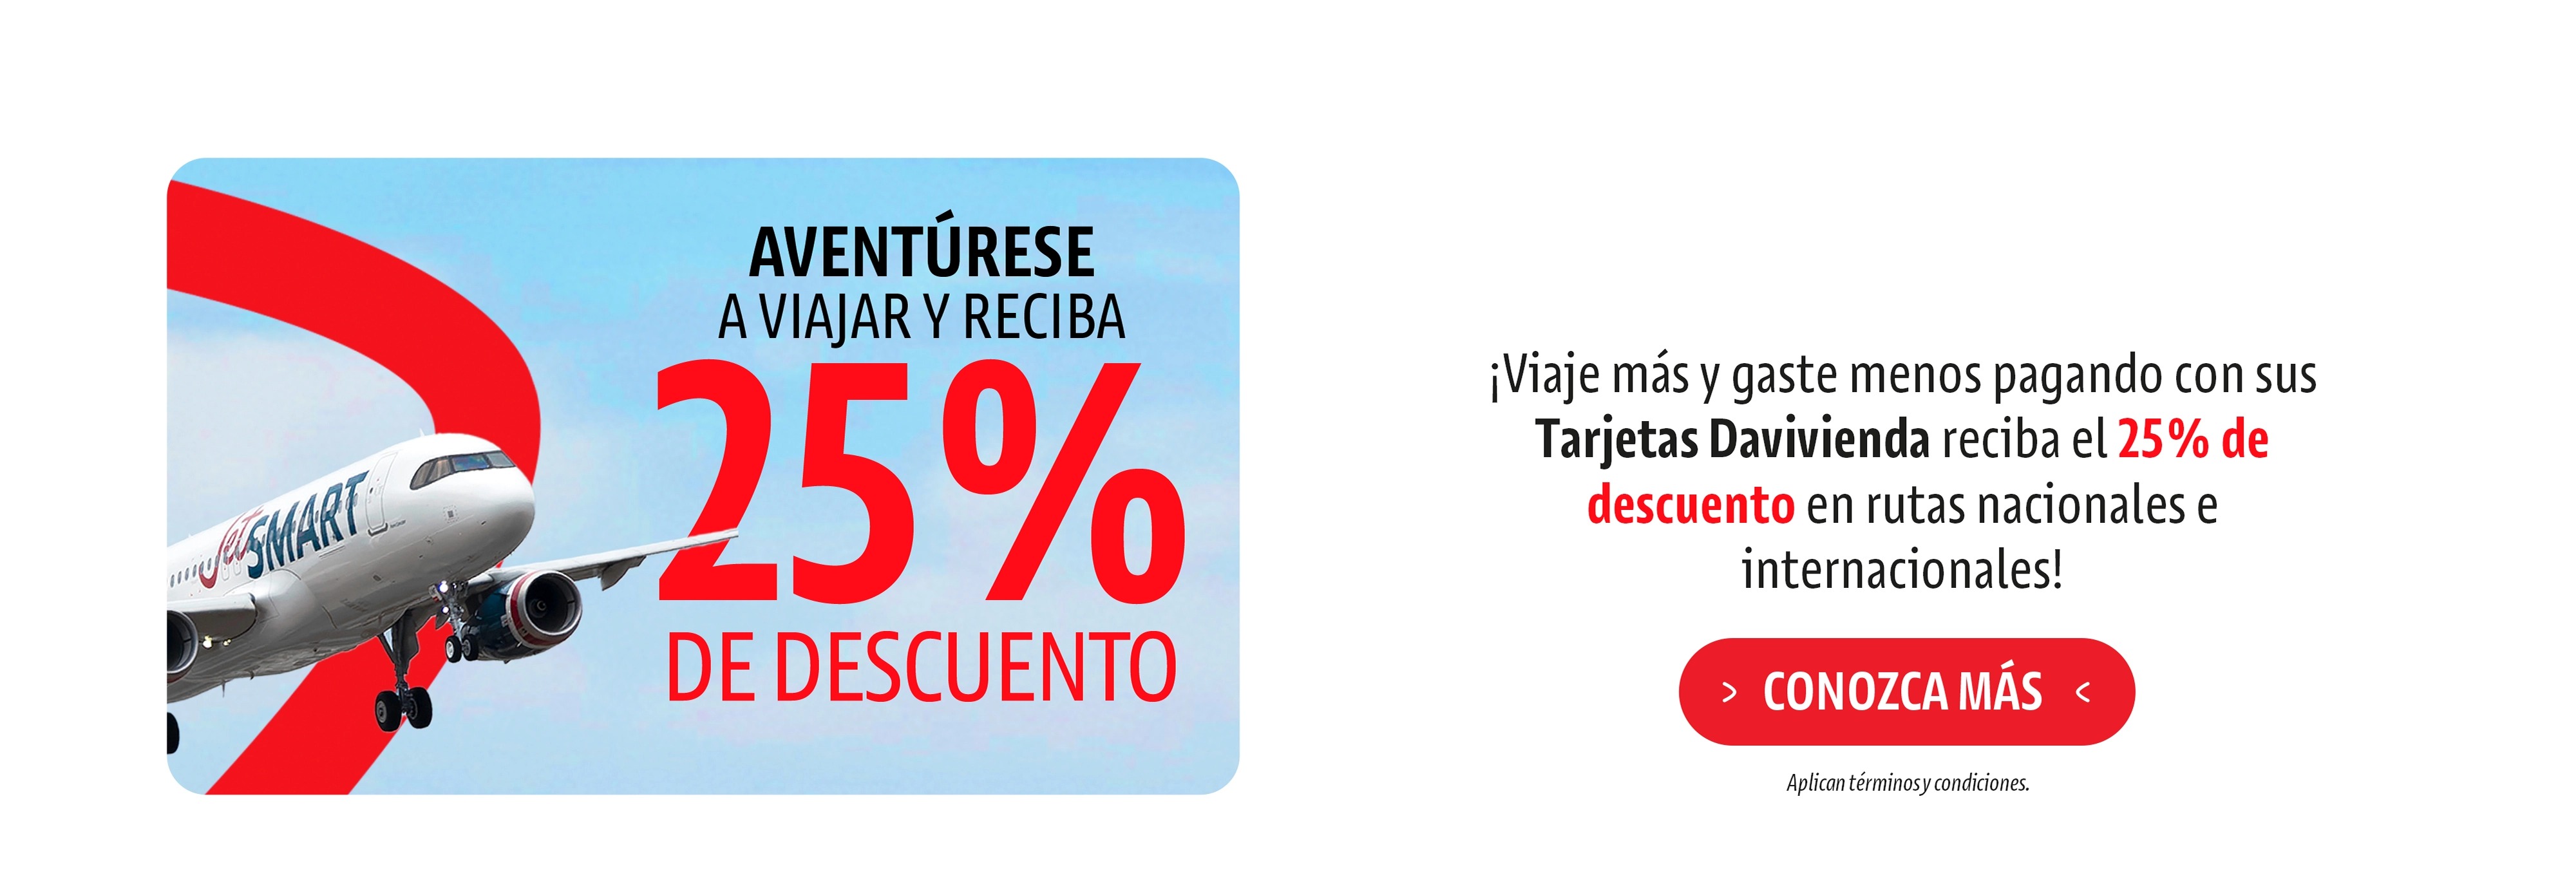 AVENTÚRESE
A VIAJAR Y RECIBA
25%
DE DESCUENTO
JetSMART
¡Viaje más y gaste menos pagando con sus
Tarjetas Davivienda reciba el 25% de
descuento en rutas nacionales e
internacionales!
> CONOZCA MÁS <
Aplican términos y condiciones.